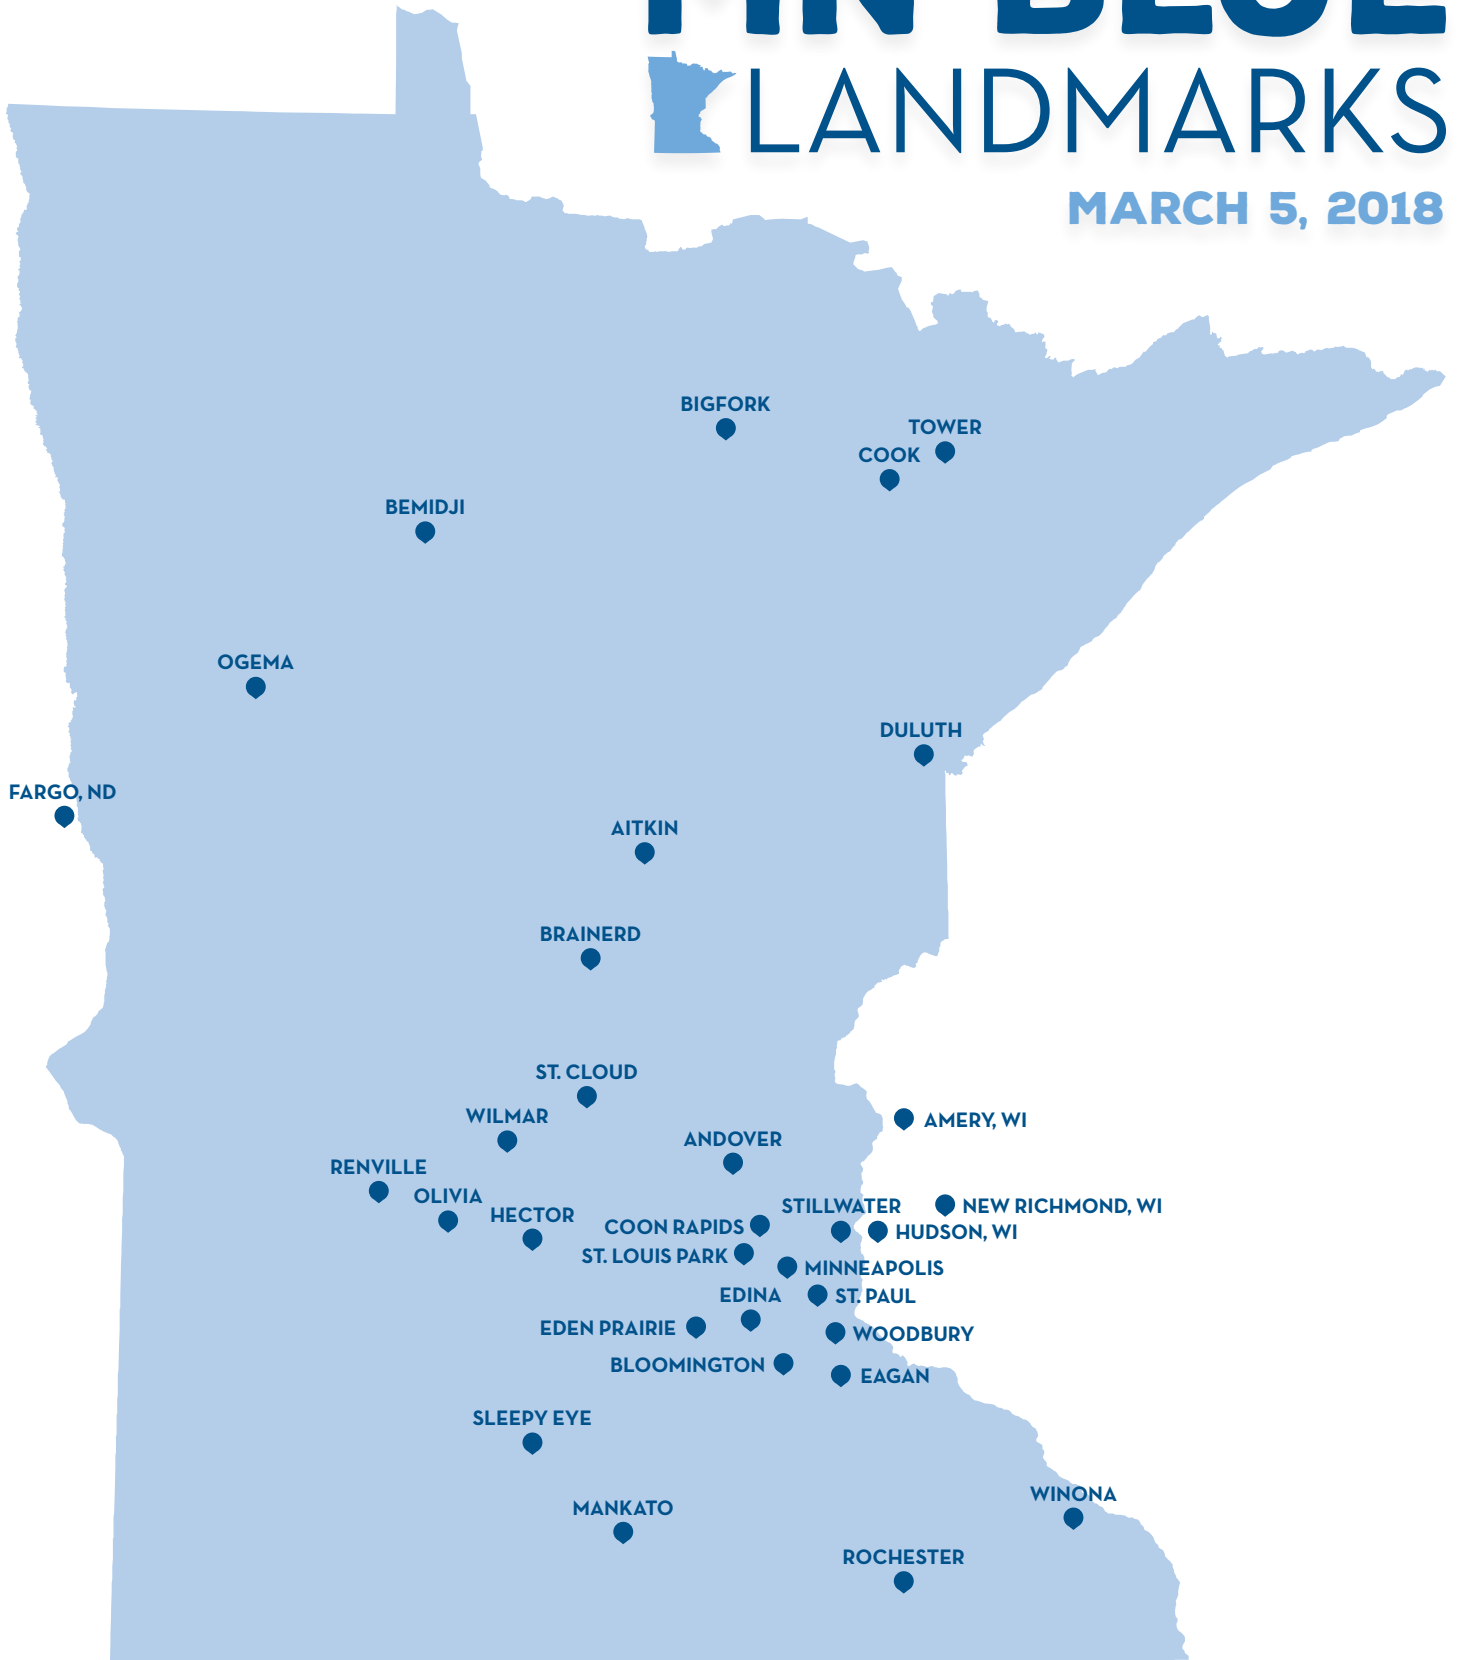 MN BLUE
LANDMARKS
MARCH 5, 2018
BIGFORK
TOWER
COOK
BEMIDJI
OGEMA
DULUTH
FARGO, ND
AITKIN
BRAINERD
ST. CLOUD
WILMAR
AMERY, WI
ANDOVER
RENVILLE
OLIVIA
STILLWATER
NEW RICHMOND, WI
HECTOR
COON RAPIDS
HUDSON, WI
ST. LOUIS PARK
MINNEAPOLIS
EDINA
ST. PAUL
EDEN PRAIRIE
WOODBURY
BLOOMINGTON
EAGAN
SLEEPY EYE
WINONA
MANKATO
ROCHESTER